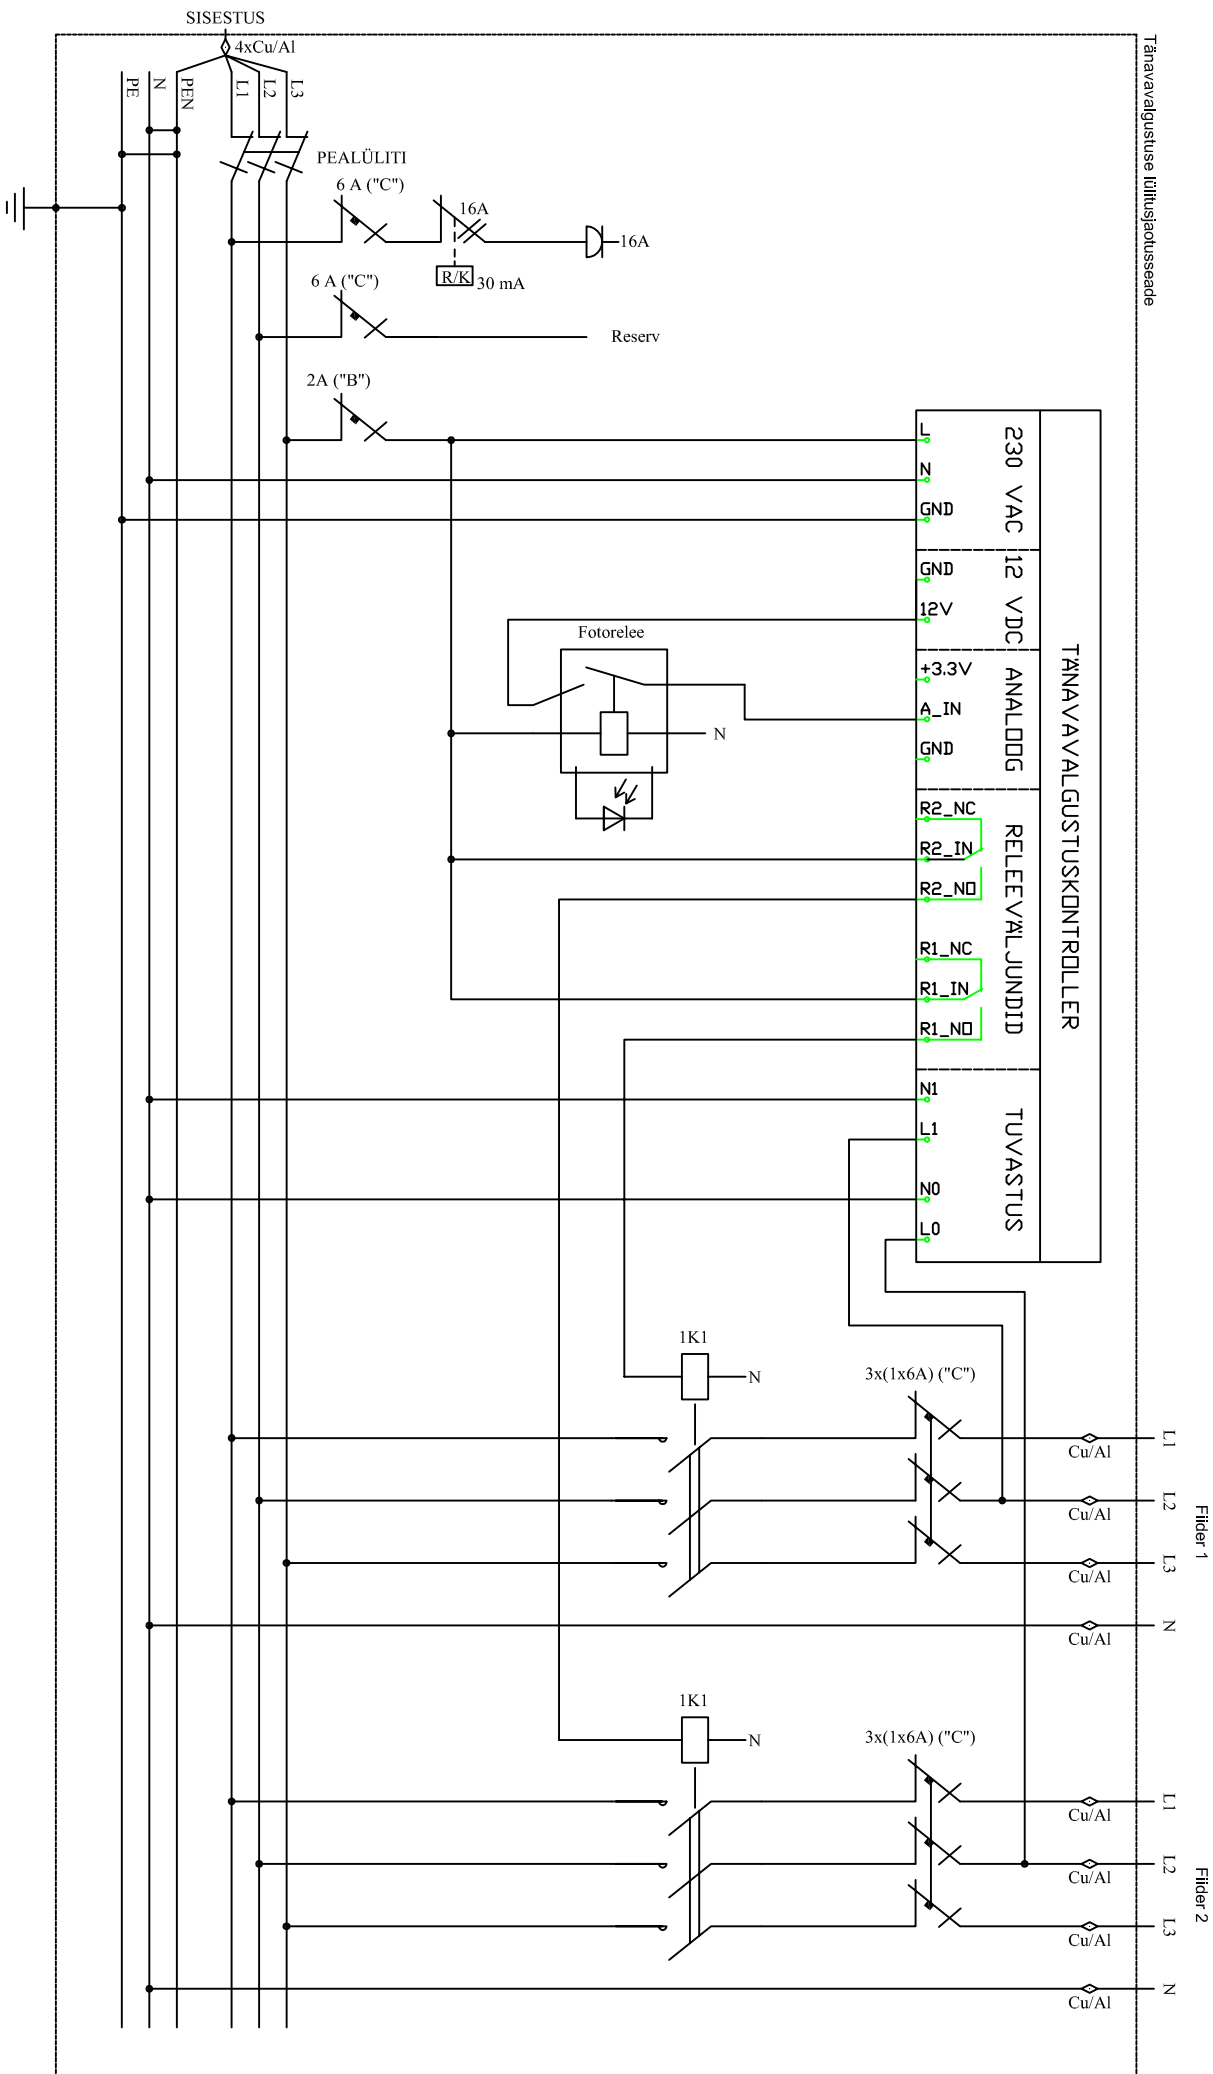 SISESTUS
4xCu/Al
Tänavavalgustuse lülitusjaotusseade
PE
N
PEN
L1
L2
L3
PEALÜLITI
6 A ("C")
16A
16A
R/K
30 mA
6 A ("C")
Reserv
2A ("B")
L
N
GND
230 VAC
GND
12V
12 VDC
TÄNAVAVALGUSTUSKONTROLLER
Fotorelee
N
+3.3V
A_IN
GND
ANALOOG
R2_NC
R2_IN
R2_NO
R1_NC
R1_IN
R1_NO
RELEEVÄLJUNDID
N1
L1
N0
L0
TUVASTUS
1K1
N
3x(1x6A) ("C")
L1
Cu/Al
L2
Cu/Al
Fiider 1
L3
Cu/Al
N
Cu/Al
1K1
N
3x(1x6A) ("C")
L1
Cu/Al
L2
Cu/Al
Fiider 2
L3
Cu/Al
N
Cu/Al